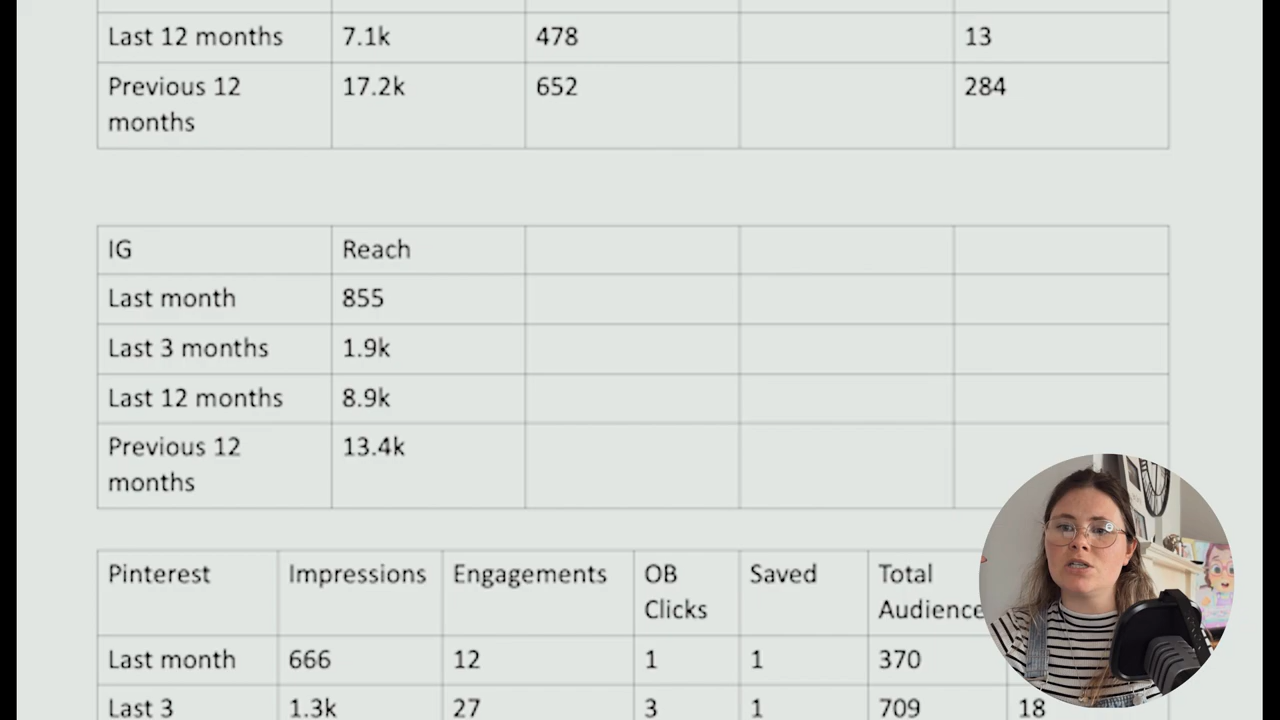 Last 12 months 7.1k 478 13
Previous 12 months 17.2k 652 284
IG Reach
Last month 855
Last 3 months 1.9k
Last 12 months 8.9k
Previous 12 months 13.4k
Pinterest Impressions Engagements OB Clicks Saved Total Audience
Last month 666 12 1 1 370
Last 3 1.3k 27 3 1 709 18